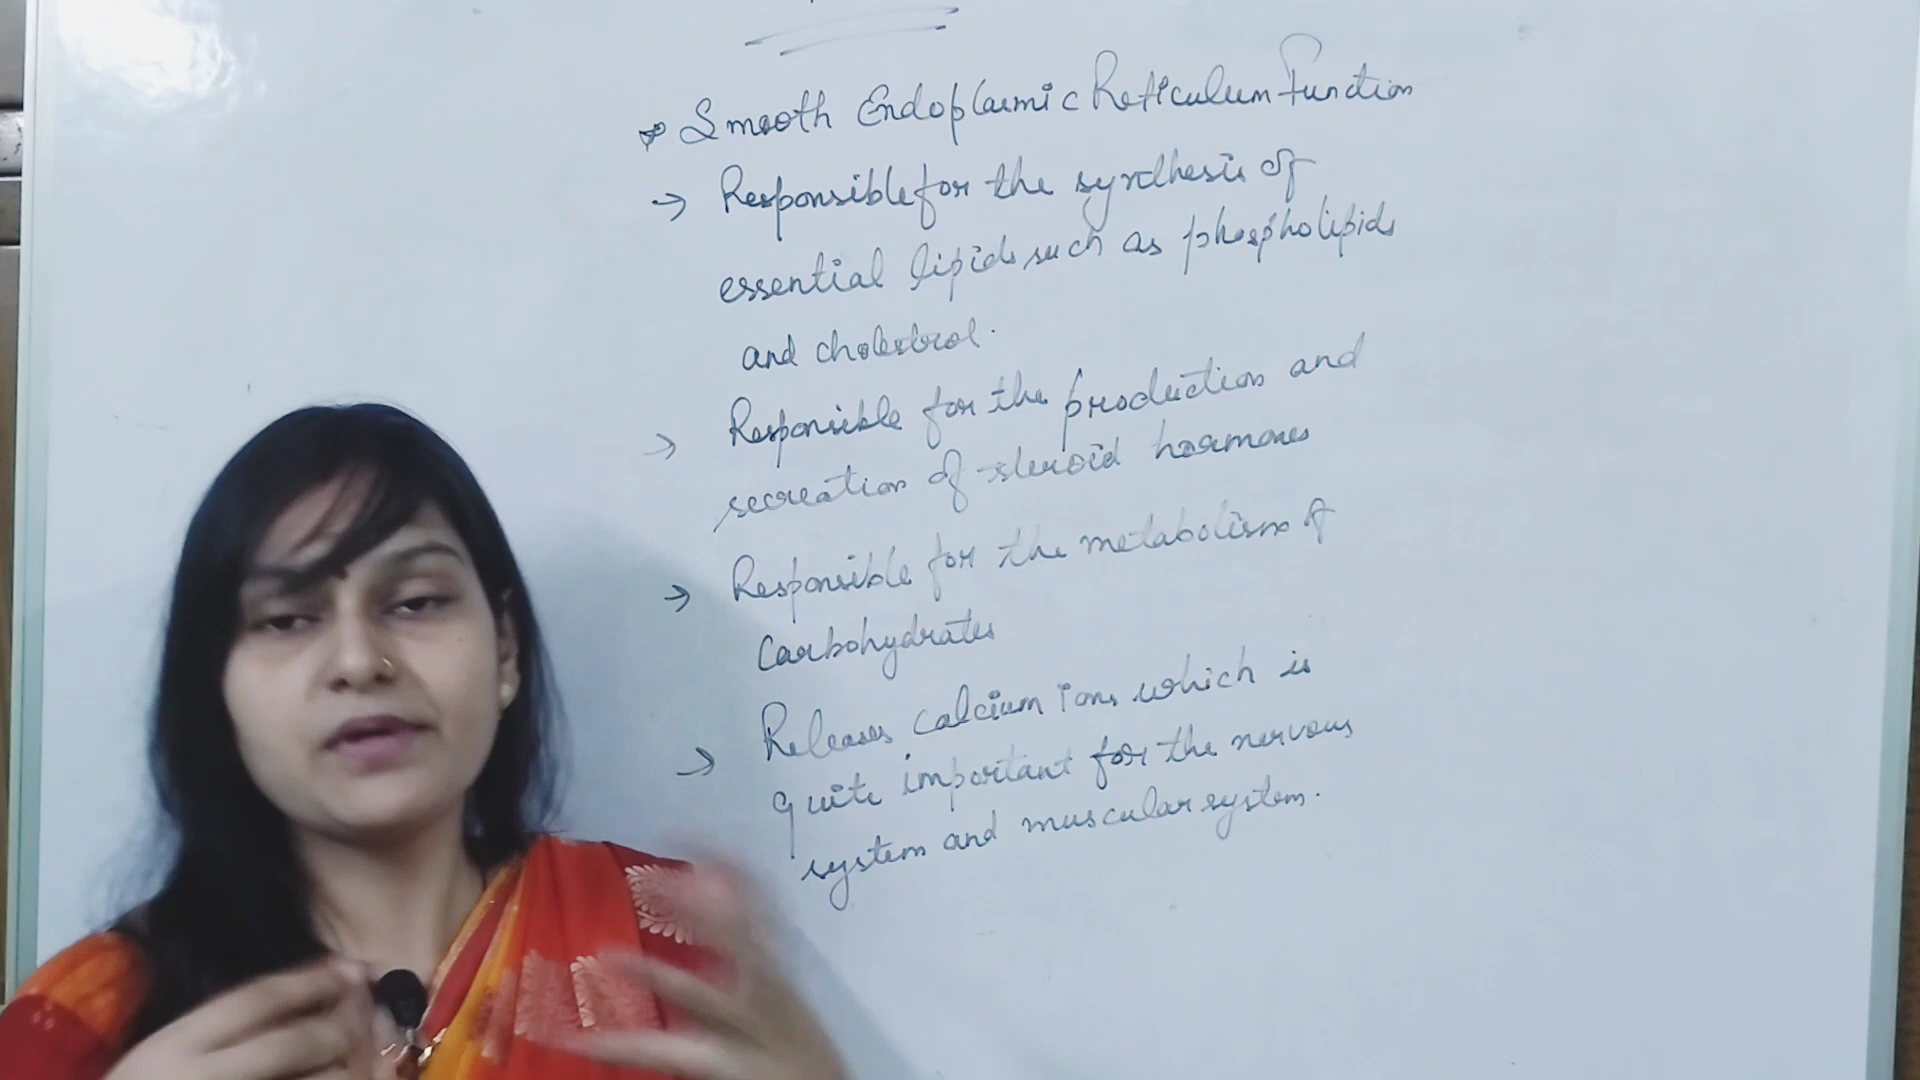 Smooth Endoplasmic Reticulum Function
→ Responsible for the synthesis of
essential lipids such as phospholipids
and cholestrol.
→ Responsible for the production and
secreation of steroid hormones
→ Responsible for the metabolism of
Carbohydrates
→ Releases calcium ions which is
quite important for the nervous
system and muscular system.